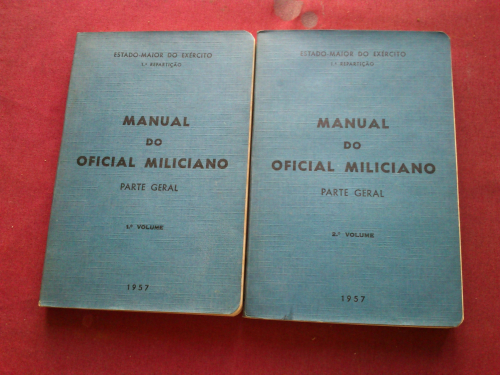 ESTADO-MAIOR DO EXÉRCITO
1.ª REPARTIÇÃO
MANUAL
DO
OFICIAL MILICIANO
PARTE GERAL
1.º VOLUME
1957
ESTADO-MAIOR DO EXÉRCITO
1.ª REPARTIÇÃO
MANUAL
DO
OFICIAL MILICIANO
PARTE GERAL
2.º VOLUME
1957